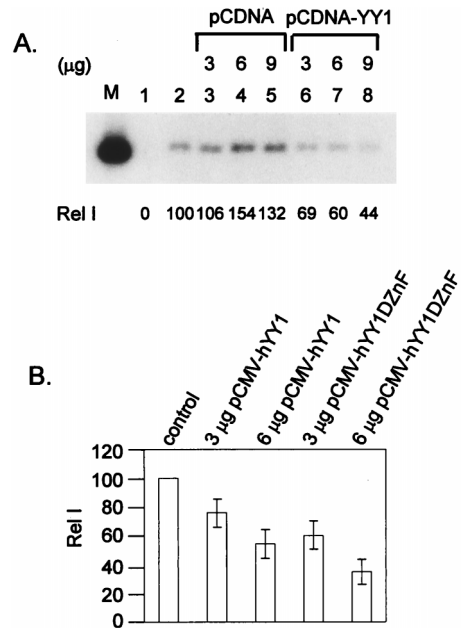 pCDNA pCDNA-YY1
A.
(µg) 3 6 9 3 6 9
M 1 2 3 4 5 6 7 8
Rel I 0 100 106 154 132 69 60 44
B.
control
3 µg pCMV-hYY1
6 µg pCMV-hYY1
3 µg pCMV-hYY1DZnF
6 µg pCMV-hYY1DZnF
Rel I
120
100
80
60
40
20
0